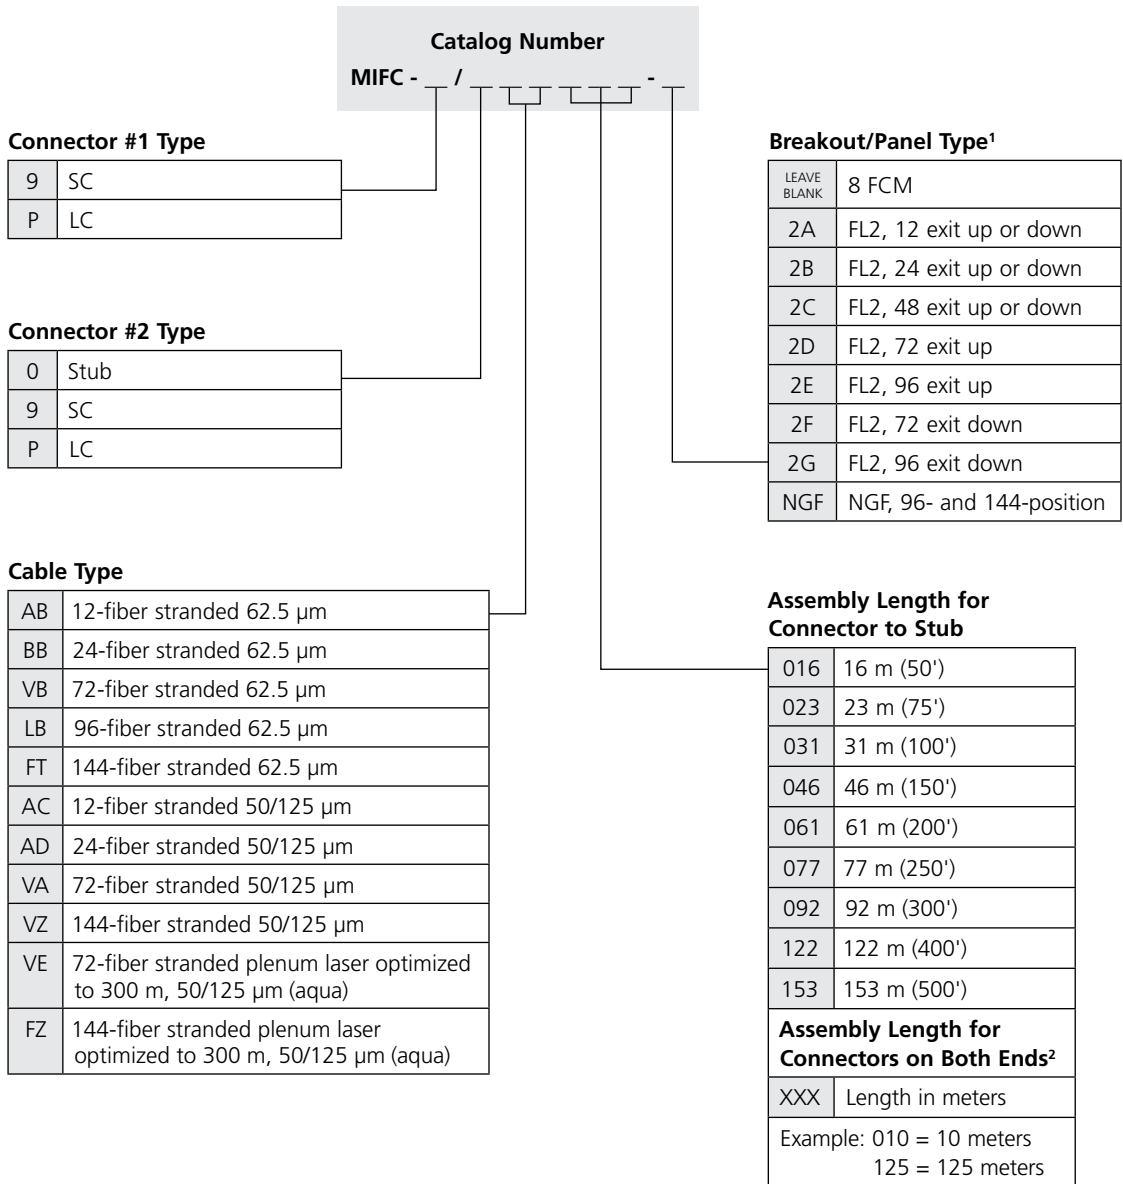 Catalog Number
MIFC - __ / __ __ __ __ __ __ - __
Connector #1 Type
9 SC
P LC
Connector #2 Type
0 Stub
9 SC
P LC
Cable Type
AB 12-fiber stranded 62.5 µm
BB 24-fiber stranded 62.5 µm
VB 72-fiber stranded 62.5 µm
LB 96-fiber stranded 62.5 µm
FT 144-fiber stranded 62.5 µm
AC 12-fiber stranded 50/125 µm
AD 24-fiber stranded 50/125 µm
VA 72-fiber stranded 50/125 µm
VZ 144-fiber stranded 50/125 µm
VE 72-fiber stranded plenum laser optimized
to 300 m, 50/125 µm (aqua)
FZ 144-fiber stranded plenum laser
optimized to 300 m, 50/125 µm (aqua)
Breakout/Panel Type¹
LEAVE
BLANK 8 FCM
2A FL2, 12 exit up or down
2B FL2, 24 exit up or down
2C FL2, 48 exit up or down
2D FL2, 72 exit up
2E FL2, 96 exit up
2F FL2, 72 exit down
2G FL2, 96 exit down
NGF NGF, 96- and 144-position
Assembly Length for
Connector to Stub
016 16 m (50')
023 23 m (75')
031 31 m (100')
046 46 m (150')
061 61 m (200')
077 77 m (250')
092 92 m (300')
122 122 m (400')
153 153 m (500')
Assembly Length for
Connectors on Both Ends²
XXX Length in meters
Example: 010 = 10 meters
125 = 125 meters